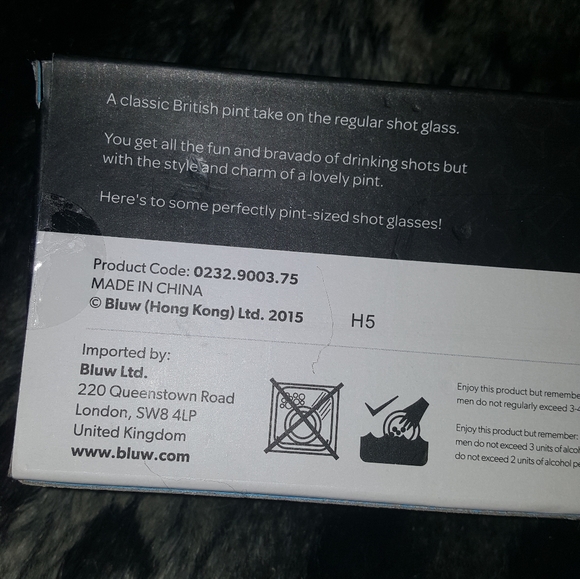 A classic British pint take on the regular shot glass.
You get all the fun and bravado of drinking shots but
with the style and charm of a lovely pint.
Here's to some perfectly pint-sized shot glasses!
Product Code: 0232.9003.75
MADE IN CHINA
© Bluw (Hong Kong) Ltd. 2015
H5
Imported by:
Bluw Ltd.
220 Queenstown Road
London, SW8 4LP
United Kingdom
www.bluw.com
Enjoy this product but remembe
men do not regularly exceed 3-4
Enjoy this product but remember:
men do not exceed 3 units of alcoh
do not exceed 2 units of alcohol pe